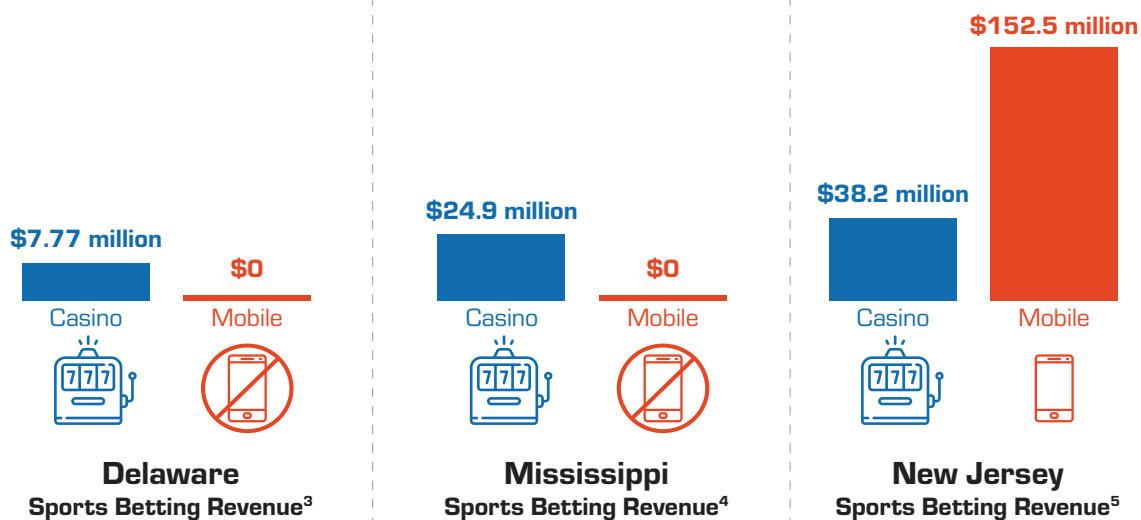 $7.77 million
$0
Casino
Mobile
777
Delaware
Sports Betting Revenue³
$24.9 million
$0
Casino
Mobile
777
Mississippi
Sports Betting Revenue⁴
$152.5 million
$38.2 million
Casino
Mobile
777
New Jersey
Sports Betting Revenue⁵